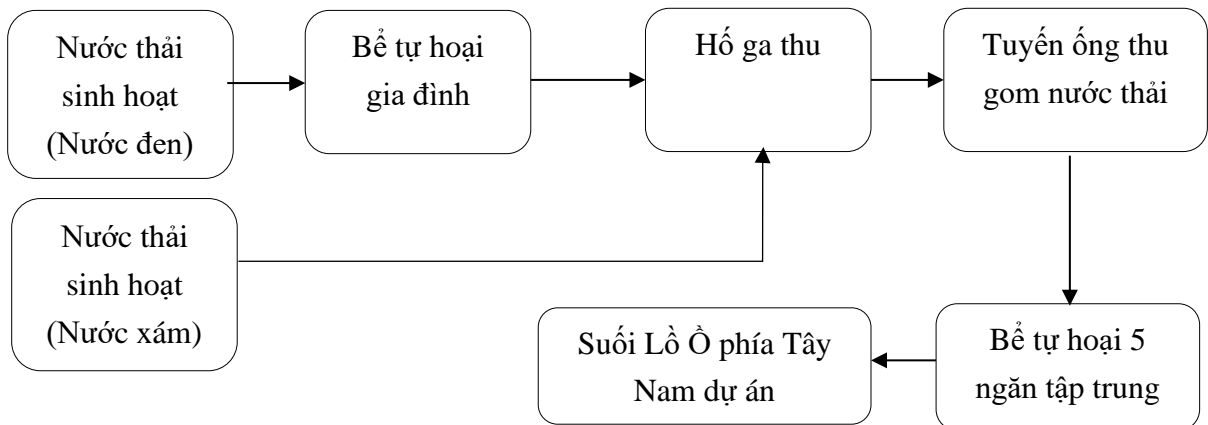 Nước thải
sinh hoạt
(Nước đen)
Bể tự hoại
gia đình
Hố ga thu
Tuyến ống thu
gom nước thải
Nước thải
sinh hoạt
(Nước xám)
Suối Lồ Ồ phía Tây
Nam dự án
Bể tự hoại 5
ngăn tập trung